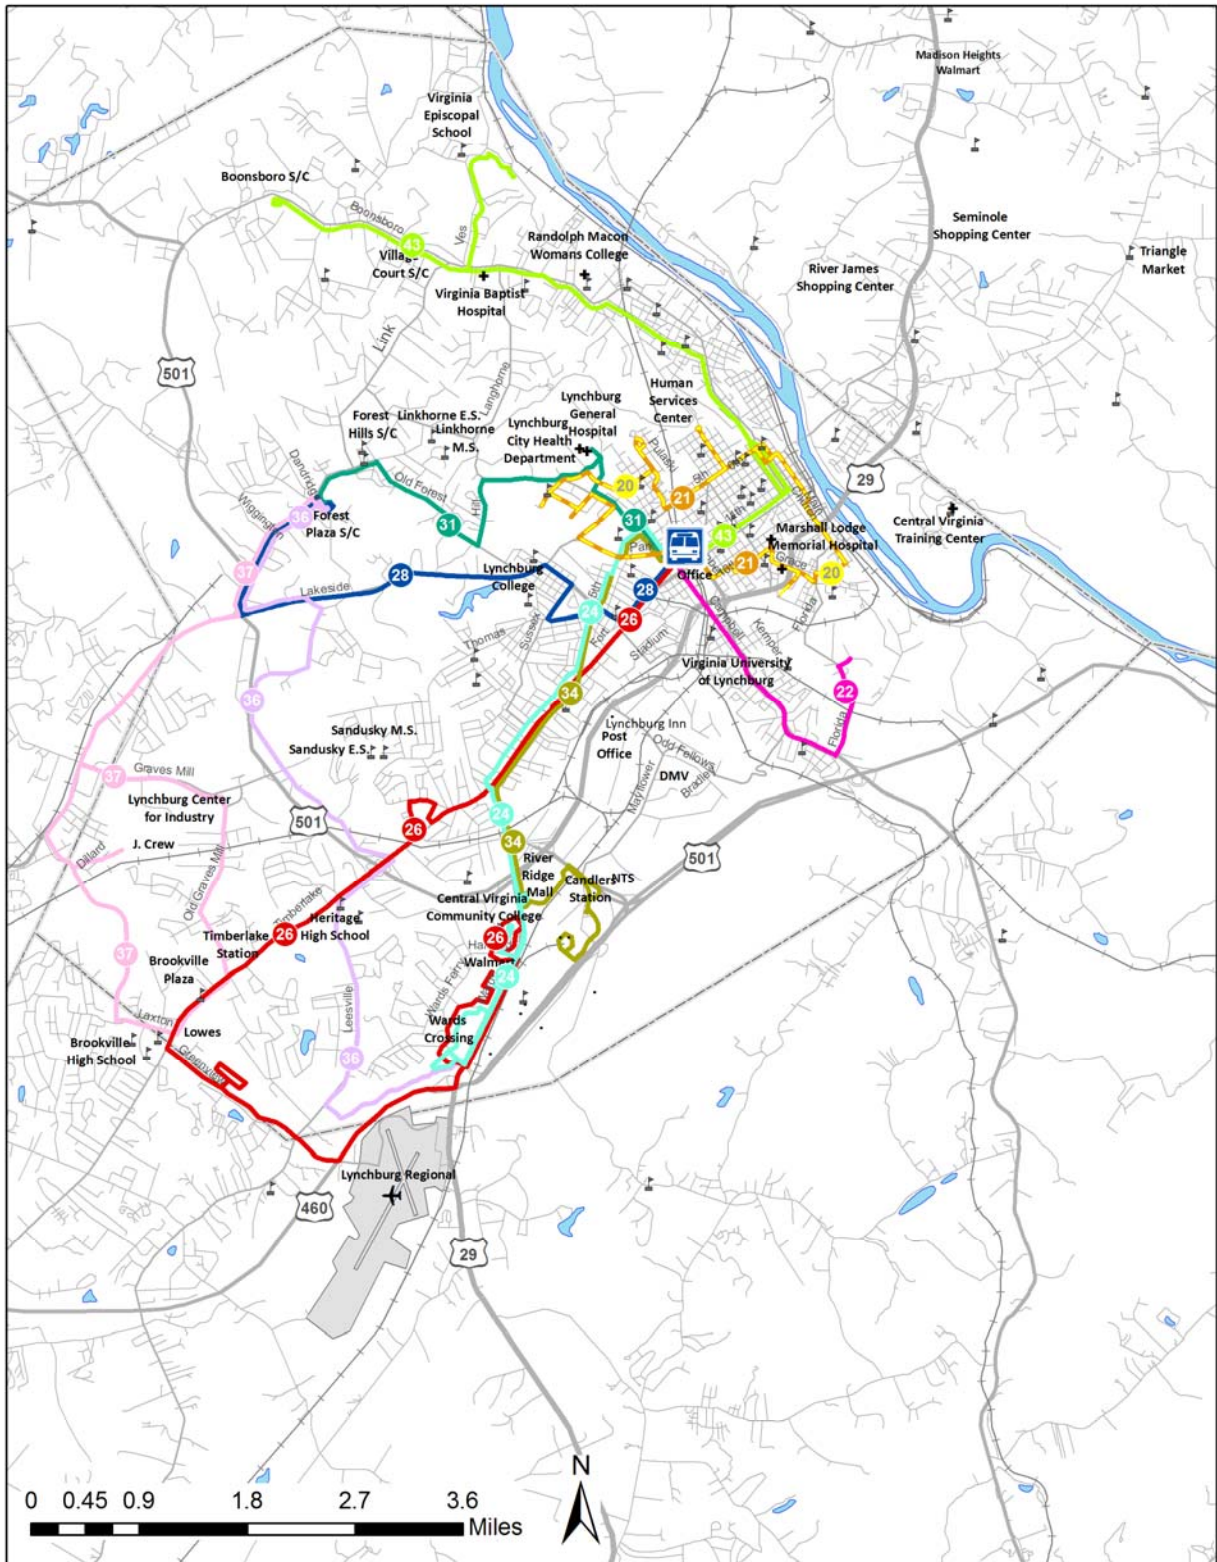 Madison Heights
Walmart
Virginia
Episcopal
School
Boonsboro S/C
Boonsboro
43
Ves
Village
Court S/C
Randolph Macon
Womans College
Virginia Baptist
Hospital
Seminole
Shopping Center
Triangle
Market
River James
Shopping Center
Link
501
Langhorne
Human
Services
Center
Lynchburg
General
Hospital
Lynchburg
City Health
Department
Forest
Hills S/C
Linkhorne E.S.
Linkhorne
M.S.
Dandridge
Old Forest
Hill
Pulaski
5th
20
21
29
Wiggington
36
Forest
Plaza S/C
31
31
14th
Church
Main
43
Marshall Lodge
Memorial Hospital
Central Virginia
Training Center
Park
Office
21
Grace
20
37
Lakeside
28
Lynchburg
College
28
24
26
6th
Fort
Stadium
Campbell
Kemper
Florida
Thomas
Sussex
Virginia University
of Lynchburg
22
Florida
36
34
Sandusky M.S.
Sandusky E.S.
Lynchburg Inn
Post
Office
Odd Fellows
DMV
Bradley
Mayflower
37
Graves Mill
Lynchburg Center
for Industry
501
24
26
J. Crew
Dillard
Old Graves Mill
34
501
River
Ridge
Mall
Candlers
Station
NTS
Timberlake
Central Virginia
Community College
Heritage
High School
26
Timberlake
Station
26
Walmart
37
Brookville
Plaza
Wards Ferry
24
Leesville
Laxton
Lowes
Wards
Crossing
Brookville
High School
Greenview
36
Lynchburg Regional
460
29
N
0 0.45 0.9 1.8 2.7 3.6
Miles